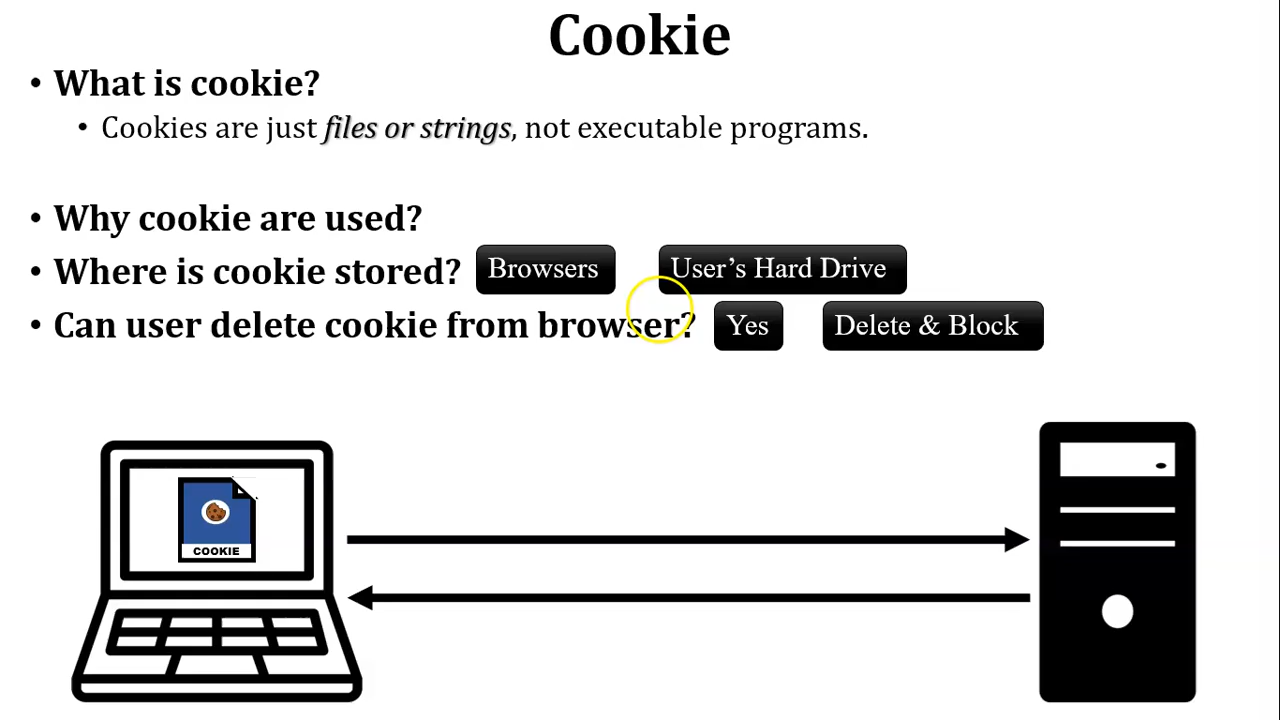 Cookie
• What is cookie?
• Cookies are just files or strings, not executable programs.
• Why cookie are used?
• Where is cookie stored? Browsers User's Hard Drive
• Can user delete cookie from browser? Yes Delete & Block
COOKIE